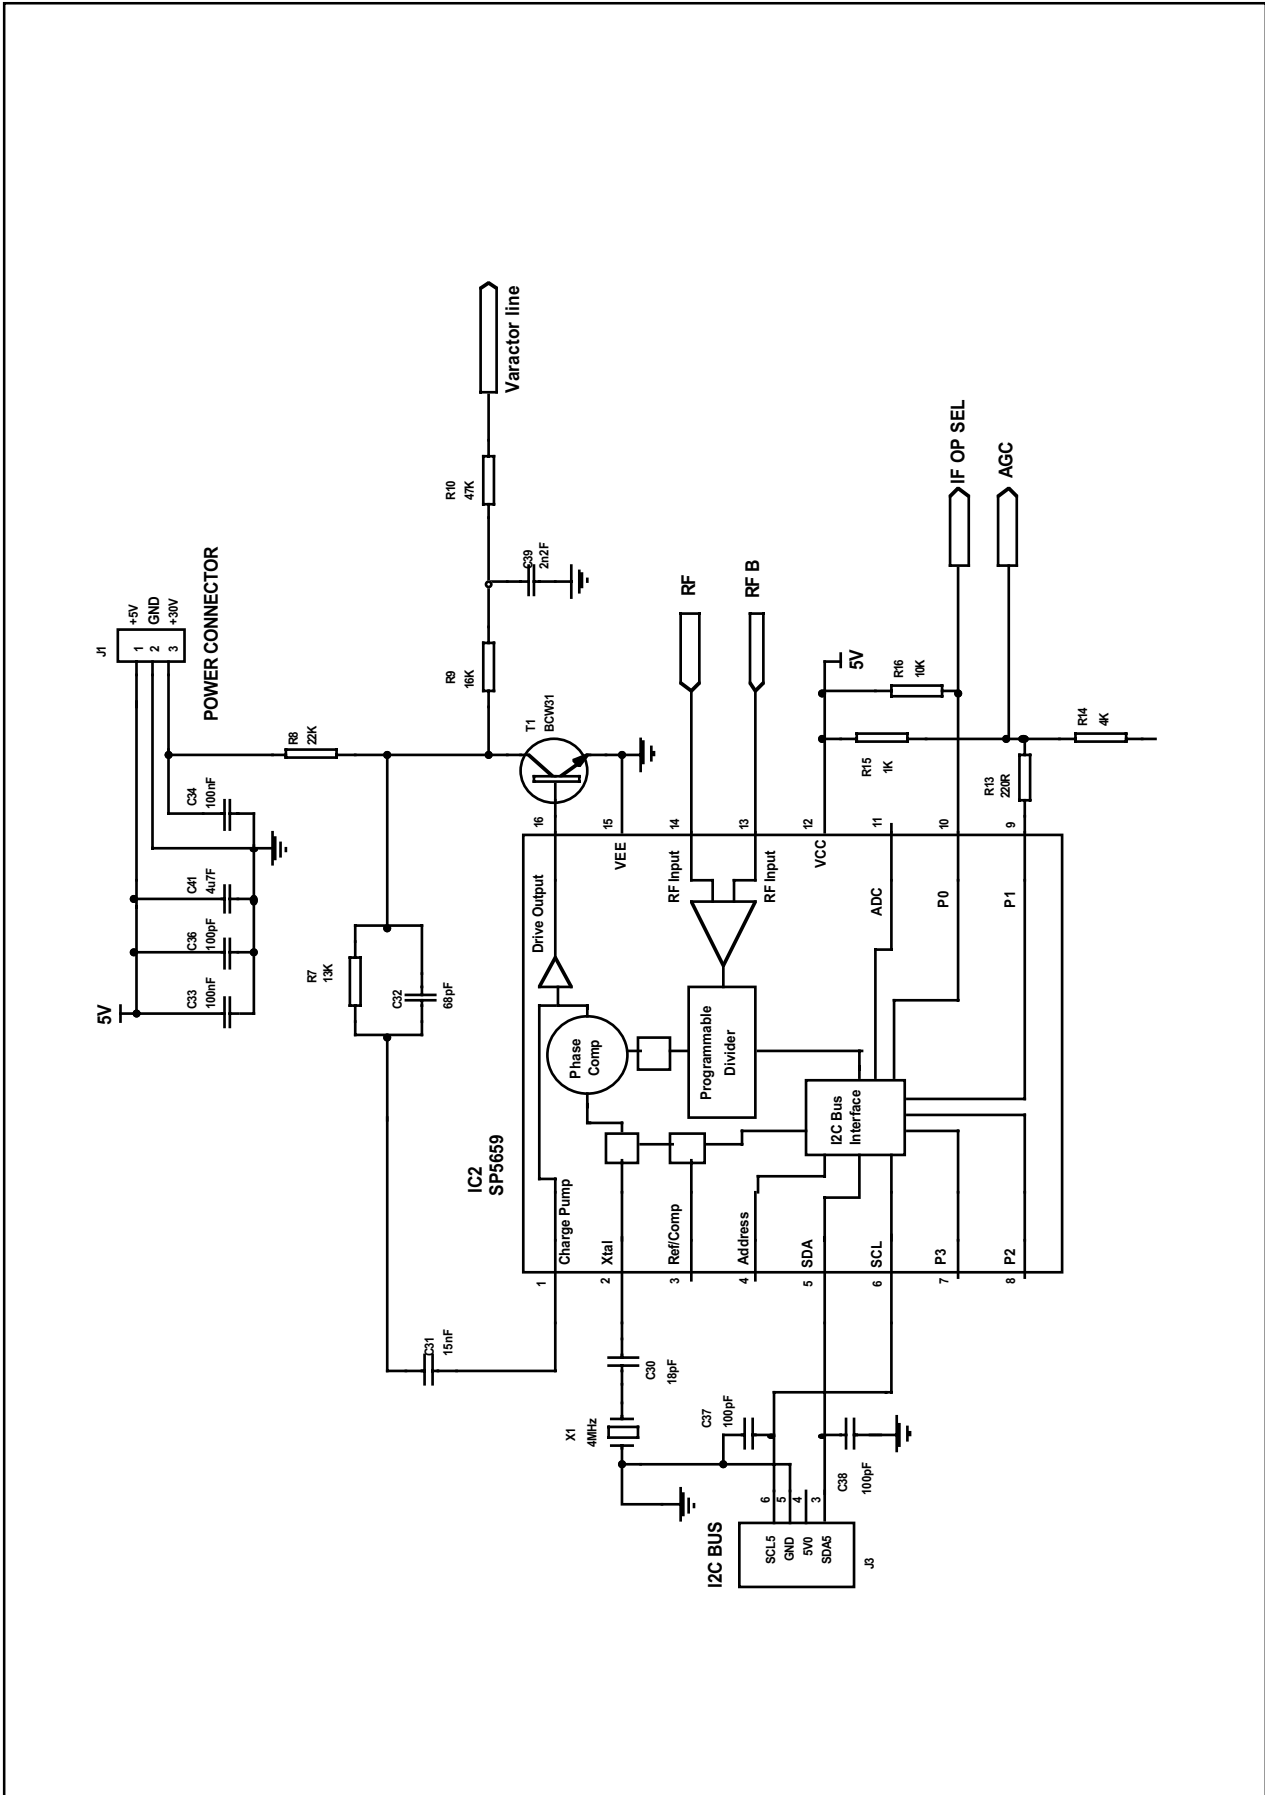 J1
+5V
GND
+30V
1
2
3
POWER CONNECTOR
5V
C33
100nF
C36
100pF
C41
4u7F
C34
100nF
R8
22K
R7
13K
C32
68pF
C31
15nF
R9
16K
C39
2n2F
R10
47K
Varactor line
T1
BCW31
IC2
SP5659
16
Drive Output
15
VEE
14
RF Input
13
RF Input
12
VCC
11
ADC
10
P0
9
P1
1
Charge Pump
2
Xtal
3
Ref/Comp
4
Address
5
SDA
6
SCL
7
P3
8
P2
Phase
Comp
Programmable
Divider
I2C Bus
Interface
RF
RF B
5V
R16
10K
R15
1K
R13
220R
R14
4K
IF OP SEL
AGC
X1
4MHz
C30
18pF
C37
100pF
C38
100pF
I2C BUS
SCL5
GND
5V0
SDA5
6
5
4
3
J3